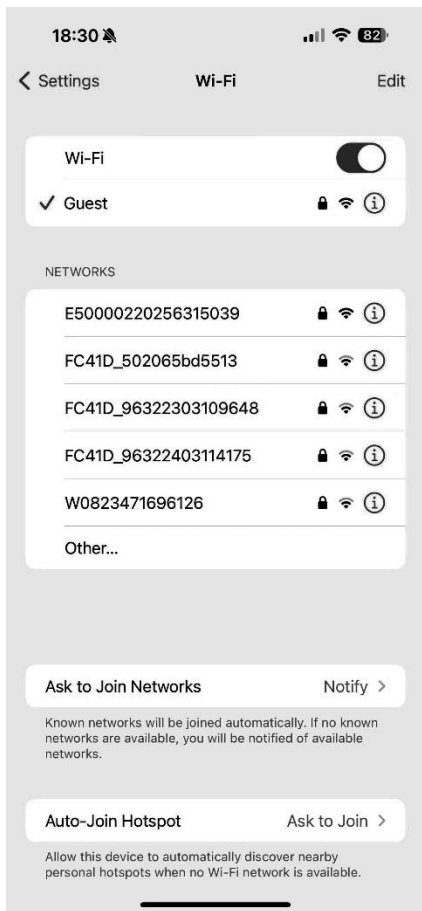 18:30 82
Settings Wi-Fi Edit
Wi-Fi
Guest
NETWORKS
E50000220256315039
FC41D_502065bd5513
FC41D_96322303109648
FC41D_96322403114175
W0823471696126
Other...
Ask to Join Networks Notify
Known networks will be joined automatically. If no known
networks are available, you will be notified of available
networks.
Auto-Join Hotspot Ask to Join
Allow this device to automatically discover nearby
personal hotspots when no Wi-Fi network is available.